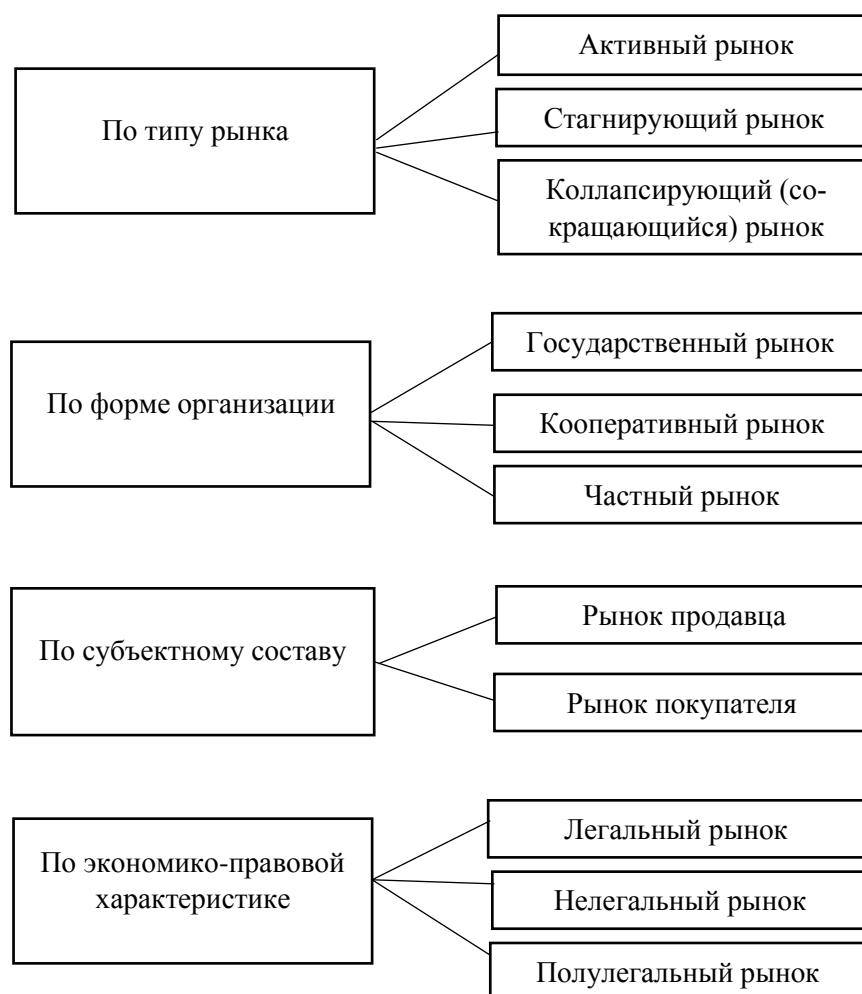 По типу рынка
Активный рынок
Стагнирующий рынок
Коллапсирующий (со-
кращающийся) рынок
По форме организации
Государственный рынок
Кооперативный рынок
Частный рынок
По субъектному составу
Рынок продавца
Рынок покупателя
По экономико-правовой
характеристике
Легальный рынок
Нелегальный рынок
Полулегальный рынок